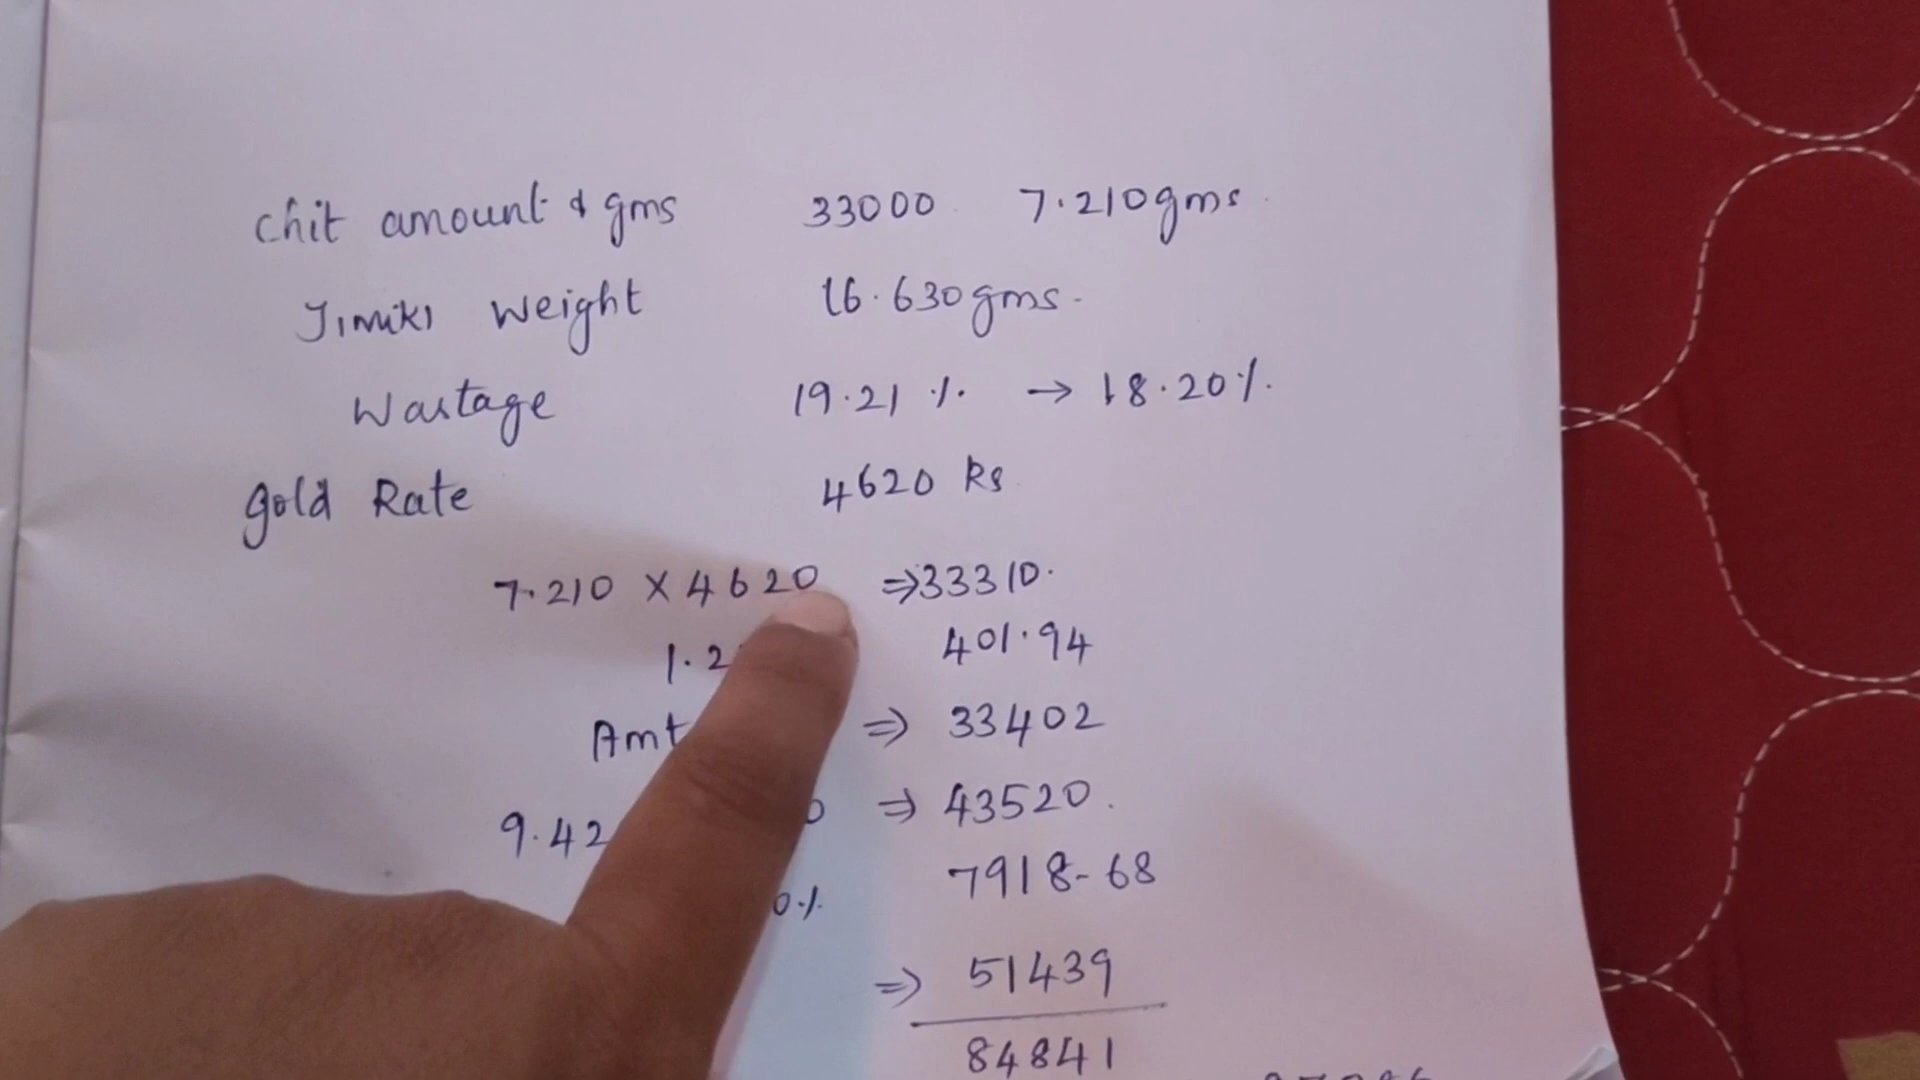 Chit amount & gms 33000 7.210gms.
Jimiki Weight 16.630gms.
Wastage 19.21 % → 18.20%.
Gold Rate 4620 Rs
7.210 X 4620 ⇒33310.
1.2 401.94
Amt ⇒ 33402
9.42 0 ⇒ 43520.
7918-68
0%
⇒ 51439
84841